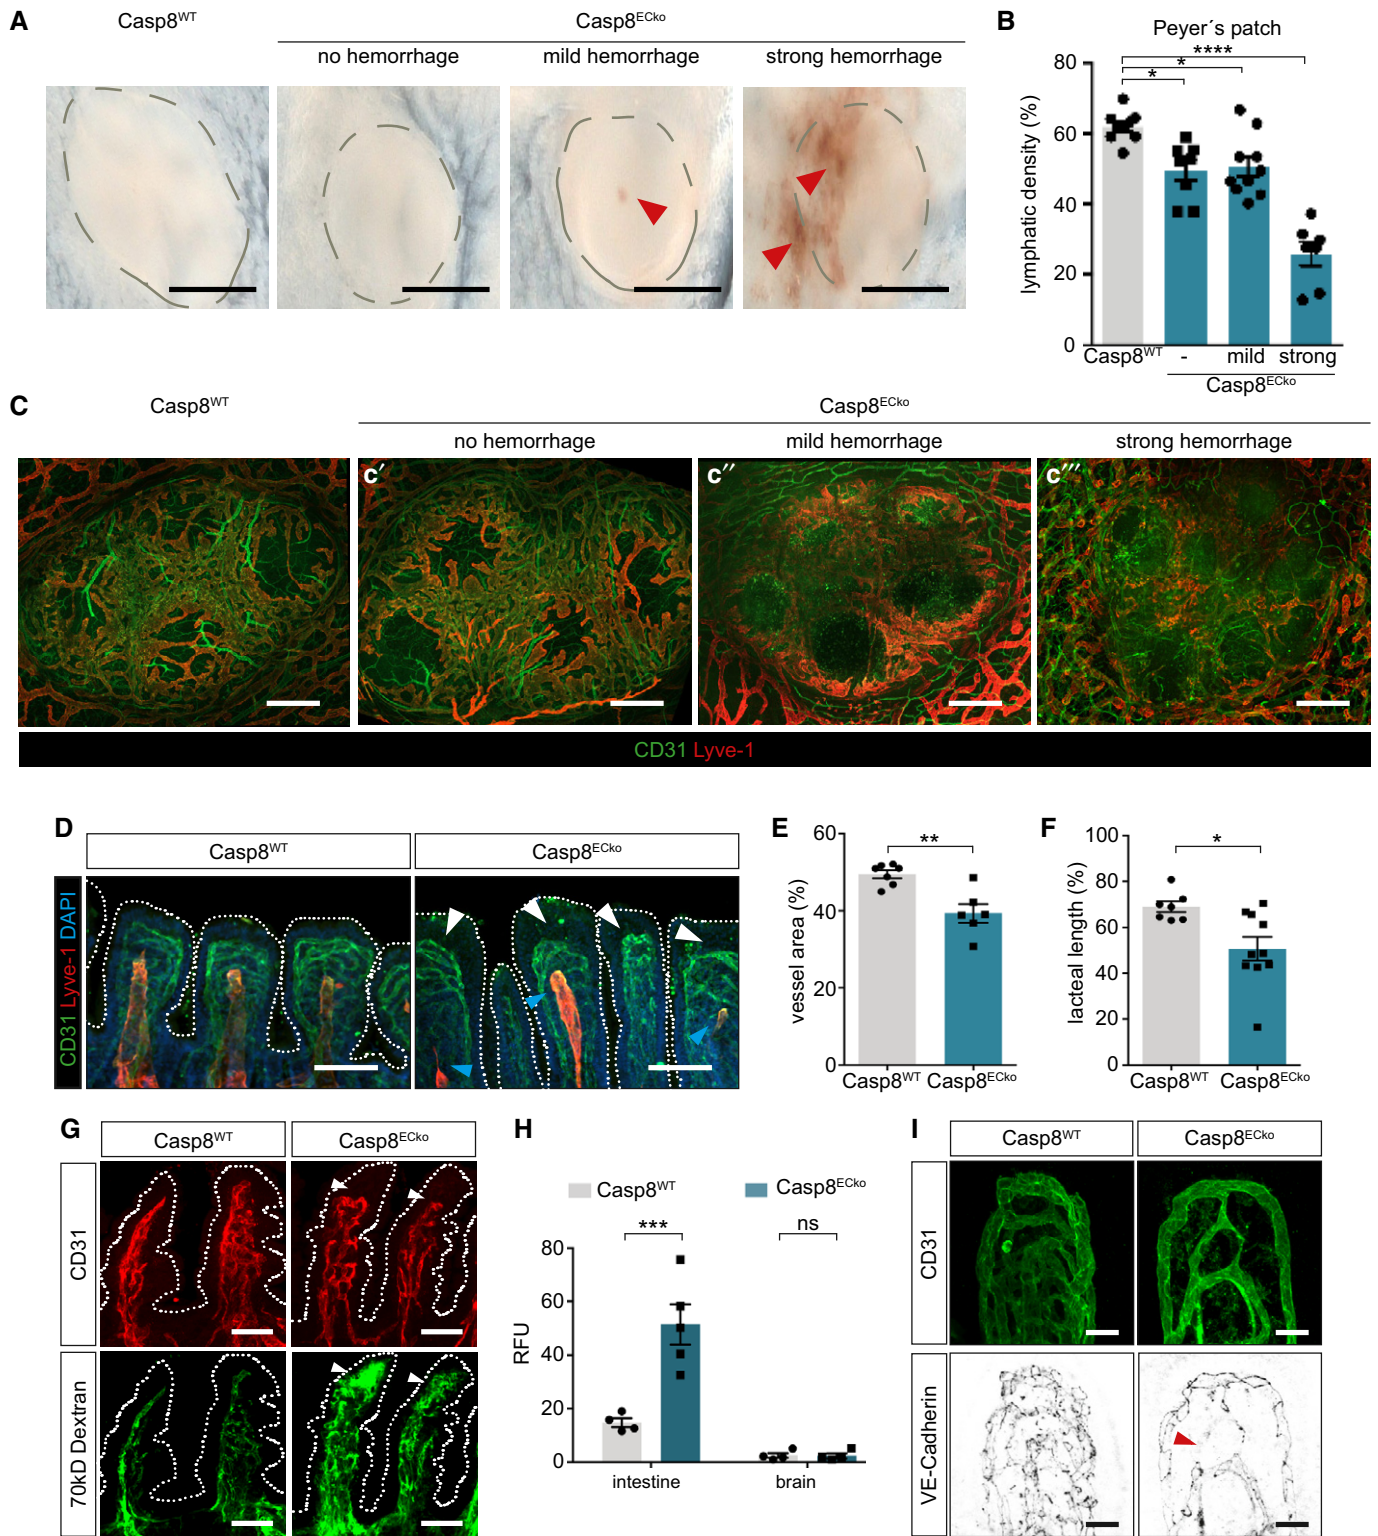 A
Casp8WT
Casp8ECko
no hemorrhage
mild hemorrhage
strong hemorrhage
B
Peyer´s patch
****
*
*
lymphatic density (%)
80
60
40
20
0
Casp8WT
-
mild
strong
Casp8ECko
C
Casp8WT
Casp8ECko
no hemorrhage
mild hemorrhage
strong hemorrhage
c′
c″
c‴
CD31 Lyve-1
D
Casp8WT
Casp8ECko
CD31 Lyve-1 DAPI
E
**
vessel area (%)
60
40
20
0
Casp8WT
Casp8ECko
F
*
lacteal length (%)
100
80
60
40
20
0
Casp8WT
Casp8ECko
G
Casp8WT
Casp8ECko
CD31
70kD Dextran
H
Casp8WT
Casp8ECko
***
ns
RFU
80
60
40
20
0
intestine
brain
I
Casp8WT
Casp8ECko
CD31
VE-Cadherin